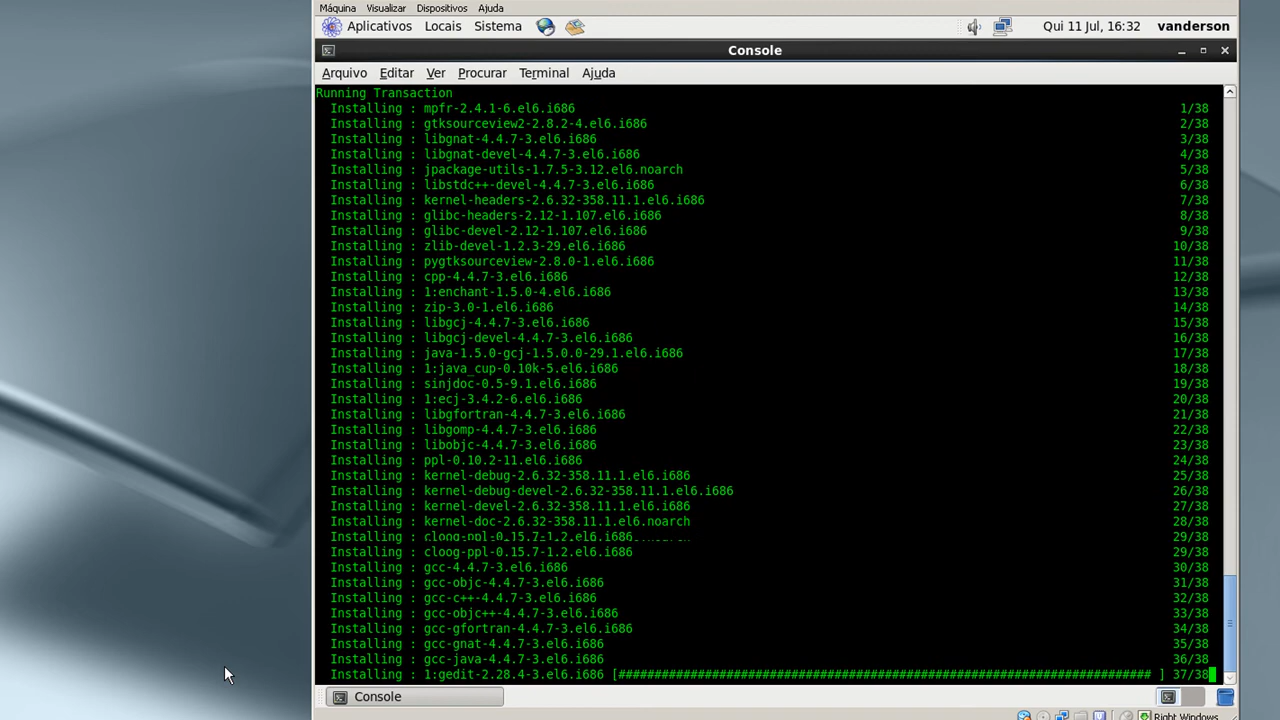 Máquina Visualizar Dispositivos Ajuda
Aplicativos Locais Sistema Qui 11 Jul, 16:32 vanderson
Console
Arquivo Editar Ver Procurar Terminal Ajuda
Running Transaction
Installing : mpfr-2.4.1-6.el6.i686 1/38
Installing : gtksourceview2-2.8.2-4.el6.i686 2/38
Installing : libgnat-4.4.7-3.el6.i686 3/38
Installing : libgnat-devel-4.4.7-3.el6.i686 4/38
Installing : jpackage-utils-1.7.5-3.12.el6.noarch 5/38
Installing : libstdc++-devel-4.4.7-3.el6.i686 6/38
Installing : kernel-headers-2.6.32-358.11.1.el6.i686 7/38
Installing : glibc-headers-2.12-1.107.el6.i686 8/38
Installing : glibc-devel-2.12-1.107.el6.i686 9/38
Installing : zlib-devel-1.2.3-29.el6.i686 10/38
Installing : pygtksourceview-2.8.0-1.el6.i686 11/38
Installing : cpp-4.4.7-3.el6.i686 12/38
Installing : 1:enchant-1.5.0-4.el6.i686 13/38
Installing : zip-3.0-1.el6.i686 14/38
Installing : libgcj-4.4.7-3.el6.i686 15/38
Installing : libgcj-devel-4.4.7-3.el6.i686 16/38
Installing : java-1.5.0-gcj-1.5.0.0-29.1.el6.i686 17/38
Installing : 1:java_cup-0.10k-5.el6.i686 18/38
Installing : sinjdoc-0.5-9.1.el6.i686 19/38
Installing : 1:ecj-3.4.2-6.el6.i686 20/38
Installing : libgfortran-4.4.7-3.el6.i686 21/38
Installing : libgomp-4.4.7-3.el6.i686 22/38
Installing : libobjc-4.4.7-3.el6.i686 23/38
Installing : ppl-0.10.2-11.el6.i686 24/38
Installing : kernel-debug-2.6.32-358.11.1.el6.i686 25/38
Installing : kernel-debug-devel-2.6.32-358.11.1.el6.i686 26/38
Installing : kernel-devel-2.6.32-358.11.1.el6.i686 27/38
Installing : kernel-doc-2.6.32-358.11.1.el6.noarch 28/38
Installing : cloog-ppl-0.15.7-1.2.el6.i686 29/38
Installing : cloog-ppl-0.15.7-1.2.el6.i686 29/38
Installing : gcc-4.4.7-3.el6.i686 30/38
Installing : gcc-objc-4.4.7-3.el6.i686 31/38
Installing : gcc-c++-4.4.7-3.el6.i686 32/38
Installing : gcc-objc++-4.4.7-3.el6.i686 33/38
Installing : gcc-gfortran-4.4.7-3.el6.i686 34/38
Installing : gcc-gnat-4.4.7-3.el6.i686 35/38
Installing : gcc-java-4.4.7-3.el6.i686 36/38
Installing : 1:gedit-2.28.4-3.el6.i686 [########################################################################## ] 37/38
Console
Right Windows